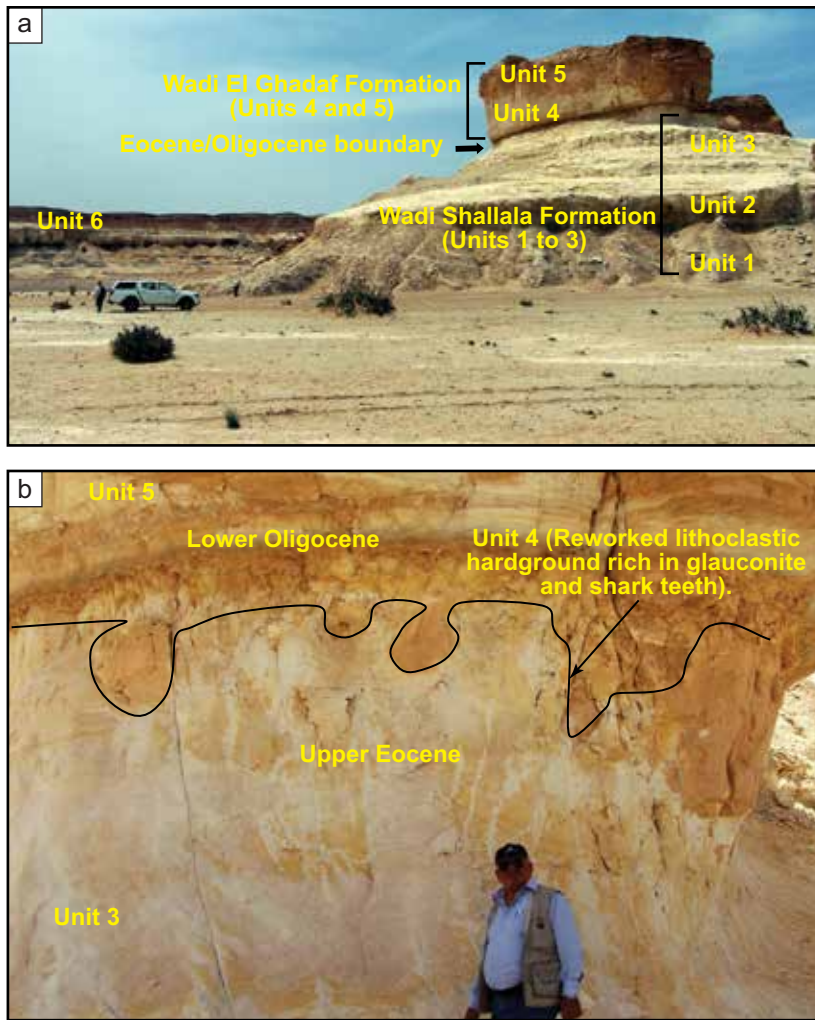 a
Wadi El Ghadaf Formation
(Units 4 and 5)
Unit 5
Unit 4
Eocene/Oligocene boundary
Unit 3
Unit 6
Wadi Shallala Formation
(Units 1 to 3)
Unit 2
Unit 1
b
Unit 5
Lower Oligocene
Unit 4 (Reworked lithoclastic
hardground rich in glauconite
and shark teeth).
Upper Eocene
Unit 3